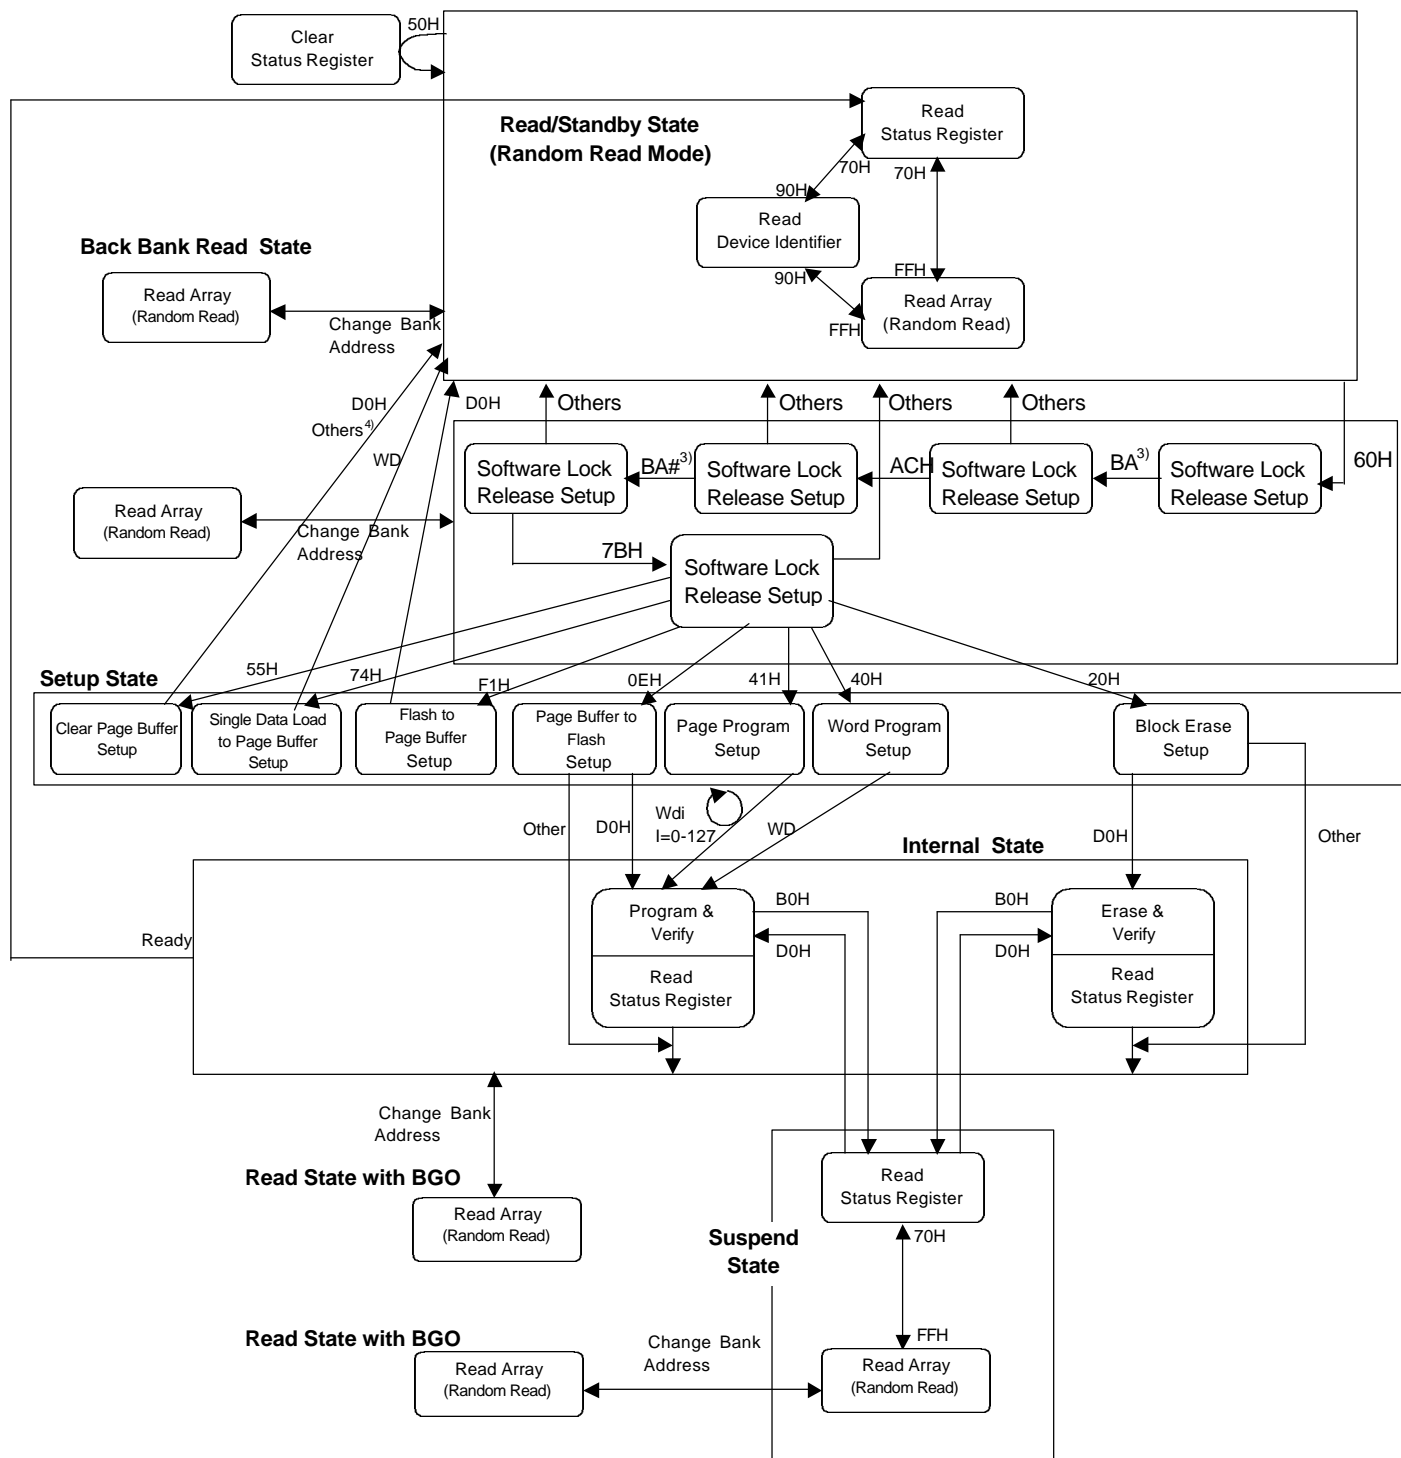 50H
Clear
Status Register
Read/Standby State
(Random Read Mode)
Read
Status Register
70H
70H
90H
Read
Device Identifier
90H
FFH
FFH
Read Array
(Random Read)
Back Bank Read State
Read Array
(Random Read)
Change Bank
Address
D0H
Others4)
WD
D0H
Others
Others
Others
Others
60H
Software Lock
Release Setup
BA#3)
Software Lock
Release Setup
ACH
Software Lock
Release Setup
BA3)
Software Lock
Release Setup
Read Array
(Random Read)
Change Bank
Address
7BH
Software Lock
Release Setup
Setup State
55H
74H
F1H
0EH
41H
40H
20H
Clear Page Buffer
Setup
Single Data Load
to Page Buffer
Setup
Flash to
Page Buffer
Setup
Page Buffer to
Flash
Setup
Page Program
Setup
Word Program
Setup
Block Erase
Setup
Other
D0H
Wdi
I=0-127
WD
D0H
Other
Internal State
Ready
Program &
Verify
Read
Status Register
B0H
D0H
B0H
D0H
Erase &
Verify
Read
Status Register
Change Bank
Address
Read State with BGO
Read Array
(Random Read)
Suspend
State
Read
Status Register
70H
FFH
Read State with BGO
Read Array
(Random Read)
Change Bank
Address
Read Array
(Random Read)